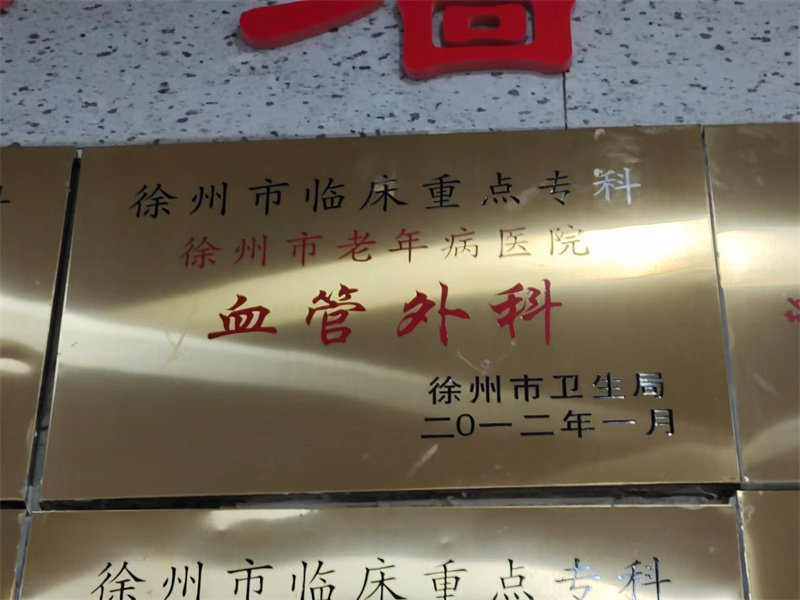 徐州市临床重点专科
徐州市老年病医院
血管外科
徐州市卫生局
二0一二年一月
徐州市临床重点专科